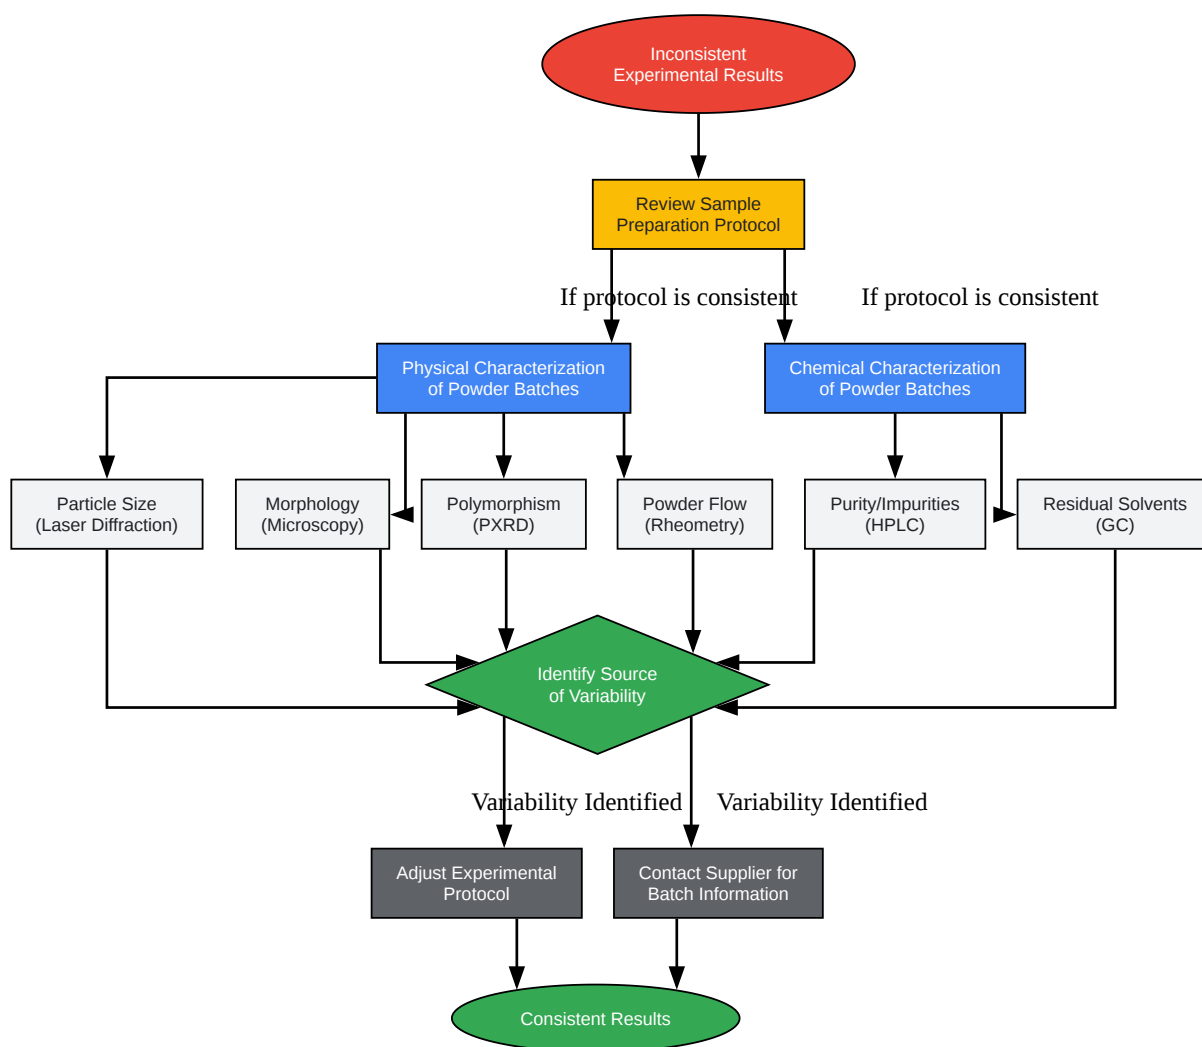 Inconsistent
Experimental Results
Review Sample
Preparation Protocol
If protocol is consistent
If protocol is consistent
Physical Characterization
of Powder Batches
Chemical Characterization
of Powder Batches
Particle Size
(Laser Diffraction)
Morphology
(Microscopy)
Polymorphism
(PXRD)
Powder Flow
(Rheometry)
Purity/Impurities
(HPLC)
Residual Solvents
(GC)
Identify Source
of Variability
Variability Identified
Variability Identified
Adjust Experimental
Protocol
Contact Supplier for
Batch Information
Consistent Results